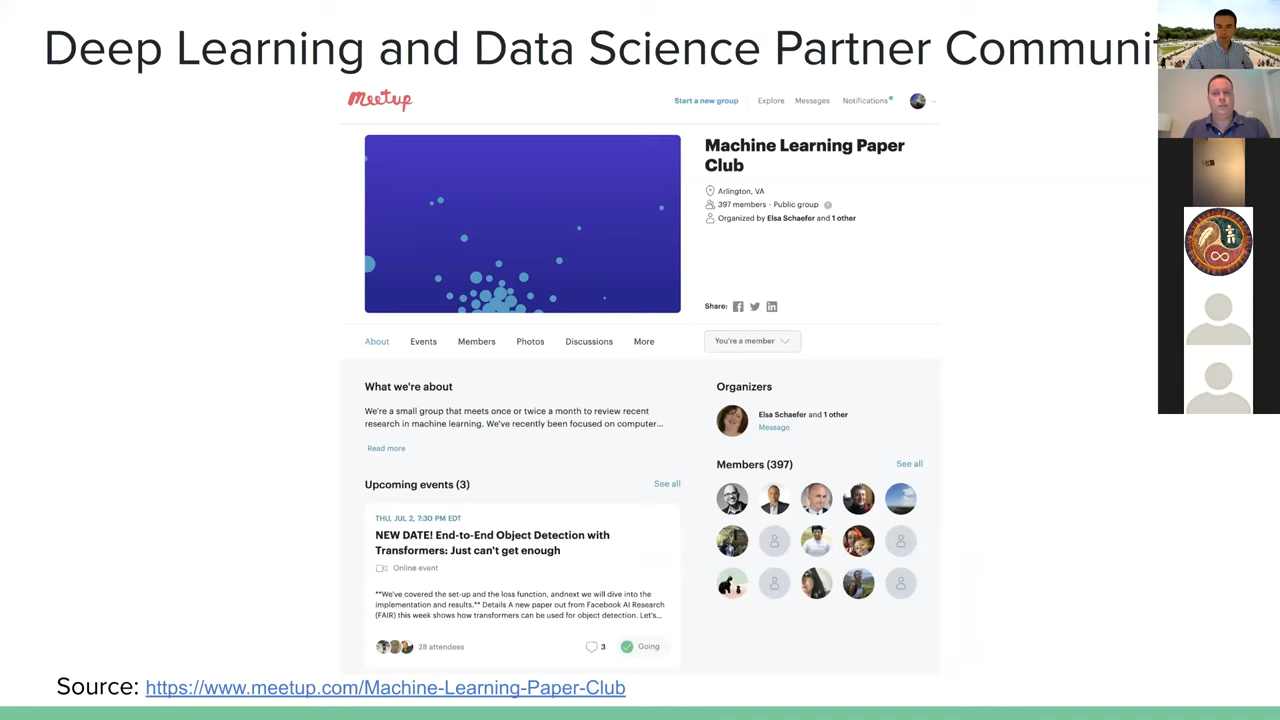 Deep Learning and Data Science Partner Communi
meetup
Start a new group
Explore
Messages
Notifications
Machine Learning Paper
Club
Arlington, VA
397 members · Public group
Organized by Elsa Schaefer and 1 other
Share:
About
Events
Members
Photos
Discussions
More
You're a member
What we're about
We're a small group that meets once or twice a month to review recent
research in machine learning. We've recently been focused on computer...
Read more
Organizers
Elsa Schaefer and 1 other
Message
Members (397)
See all
Upcoming events (3)
See all
THU, JUL 2, 7:30 PM EDT
NEW DATE! End-to-End Object Detection with
Transformers: Just can't get enough
Online event
**We've covered the set-up and the loss function, andnext we will dive into the
implementation and results.** Details A new paper out from Facebook AI Research
(FAIR) this week shows how transformers can be used for object detection. Let's...
28 attendees
3
Going
Source: https://www.meetup.com/Machine-Learning-Paper-Club